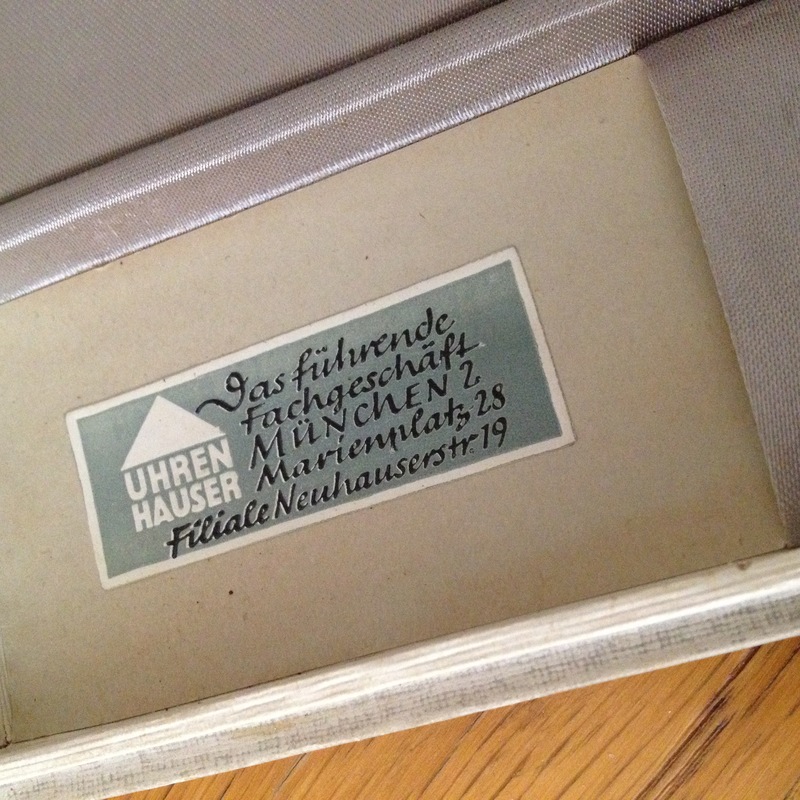 UHREN
HAUSER
Das führende
Fachgeschäft
MÜNCHEN 2
Marienplatz 28
Filiale Neuhauserstr. 19